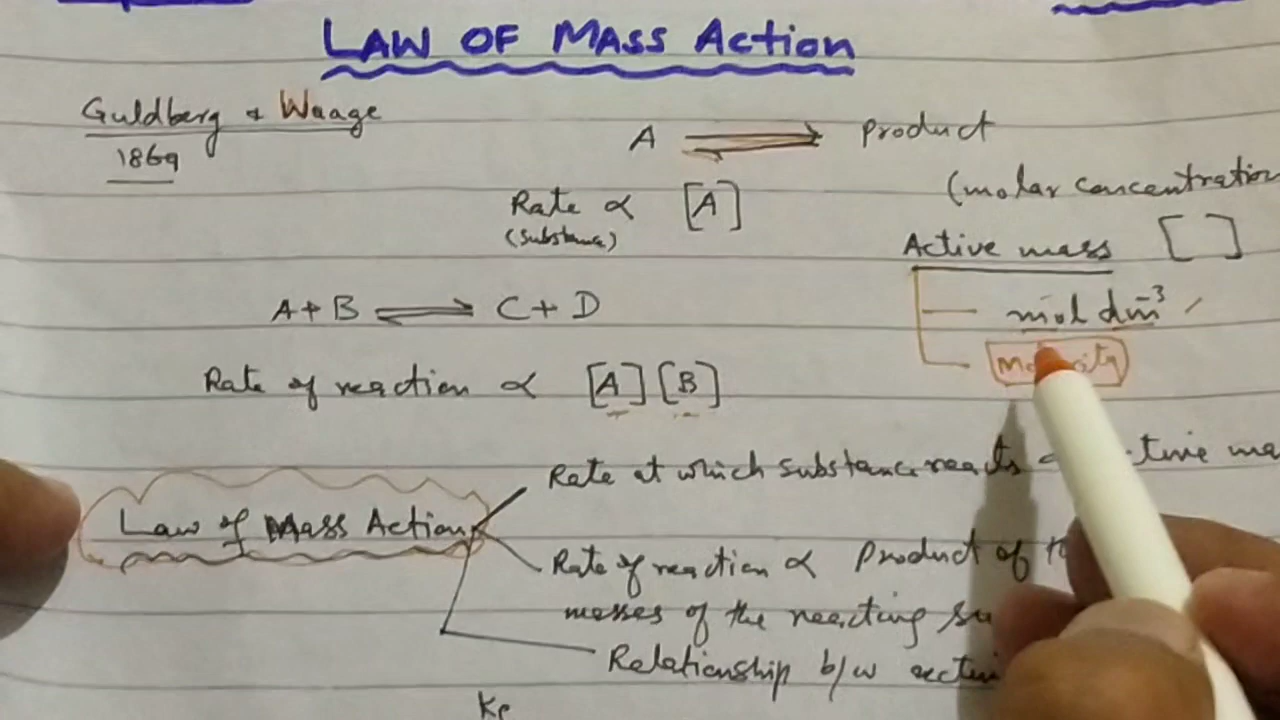 LAW OF MASS Action
Guldberg & Waage
1869
A ⇌ product
(molar concentration
Rate ∝ [A]
(substance)
Active mass [ ]
A + B ⇌ C + D
mol dm⁻³
Rate of reaction ∝ [A] [B]
Rate at which substance reacts
Law of Mass Action
Rate of reaction ∝ Product of
masses of the reacting
Relationship b/w